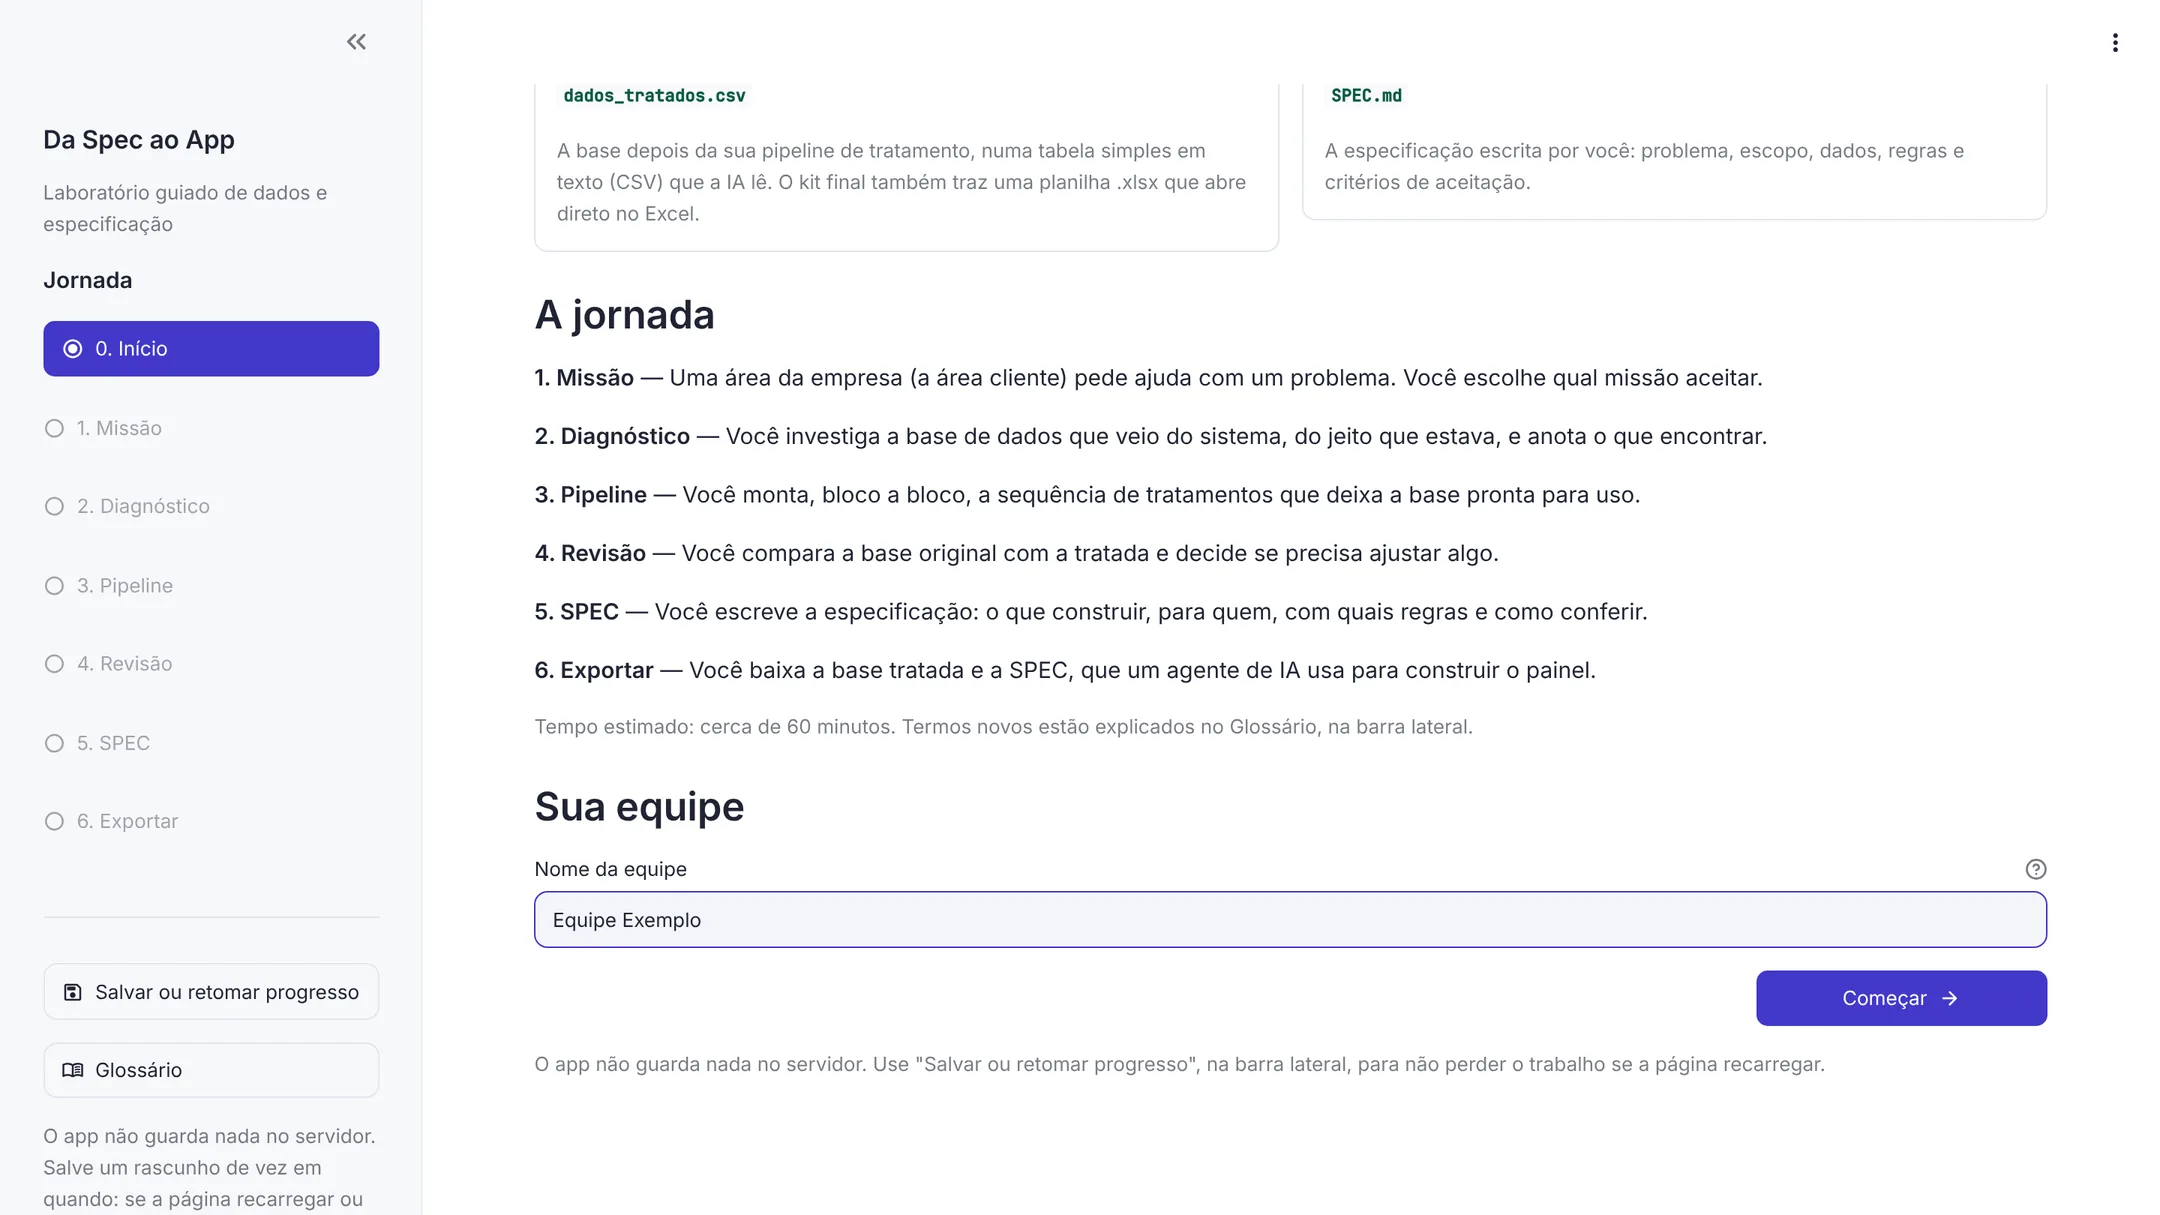 Da Spec ao App
Laboratório guiado de dados e
especificação
Jornada
0. Início
1. Missão
2. Diagnóstico
3. Pipeline
4. Revisão
5. SPEC
6. Exportar
Salvar ou retomar progresso
Glossário
O app não guarda nada no servidor.
Salve um rascunho de vez em
quando: se a página recarregar ou
dados_tratados.csv
A base depois da sua pipeline de tratamento, numa tabela simples em
texto (CSV) que a IA lê. O kit final também traz uma planilha .xlsx que abre
direto no Excel.
SPEC.md
A especificação escrita por você: problema, escopo, dados, regras e
critérios de aceitação.
A jornada
1. Missão — Uma área da empresa (a área cliente) pede ajuda com um problema. Você escolhe qual missão aceitar.
2. Diagnóstico — Você investiga a base de dados que veio do sistema, do jeito que estava, e anota o que encontrar.
3. Pipeline — Você monta, bloco a bloco, a sequência de tratamentos que deixa a base pronta para uso.
4. Revisão — Você compara a base original com a tratada e decide se precisa ajustar algo.
5. SPEC — Você escreve a especificação: o que construir, para quem, com quais regras e como conferir.
6. Exportar — Você baixa a base tratada e a SPEC, que um agente de IA usa para construir o painel.
Tempo estimado: cerca de 60 minutos. Termos novos estão explicados no Glossário, na barra lateral.
Sua equipe
Nome da equipe
Equipe Exemplo
Começar →
O app não guarda nada no servidor. Use "Salvar ou retomar progresso", na barra lateral, para não perder o trabalho se a página recarregar.